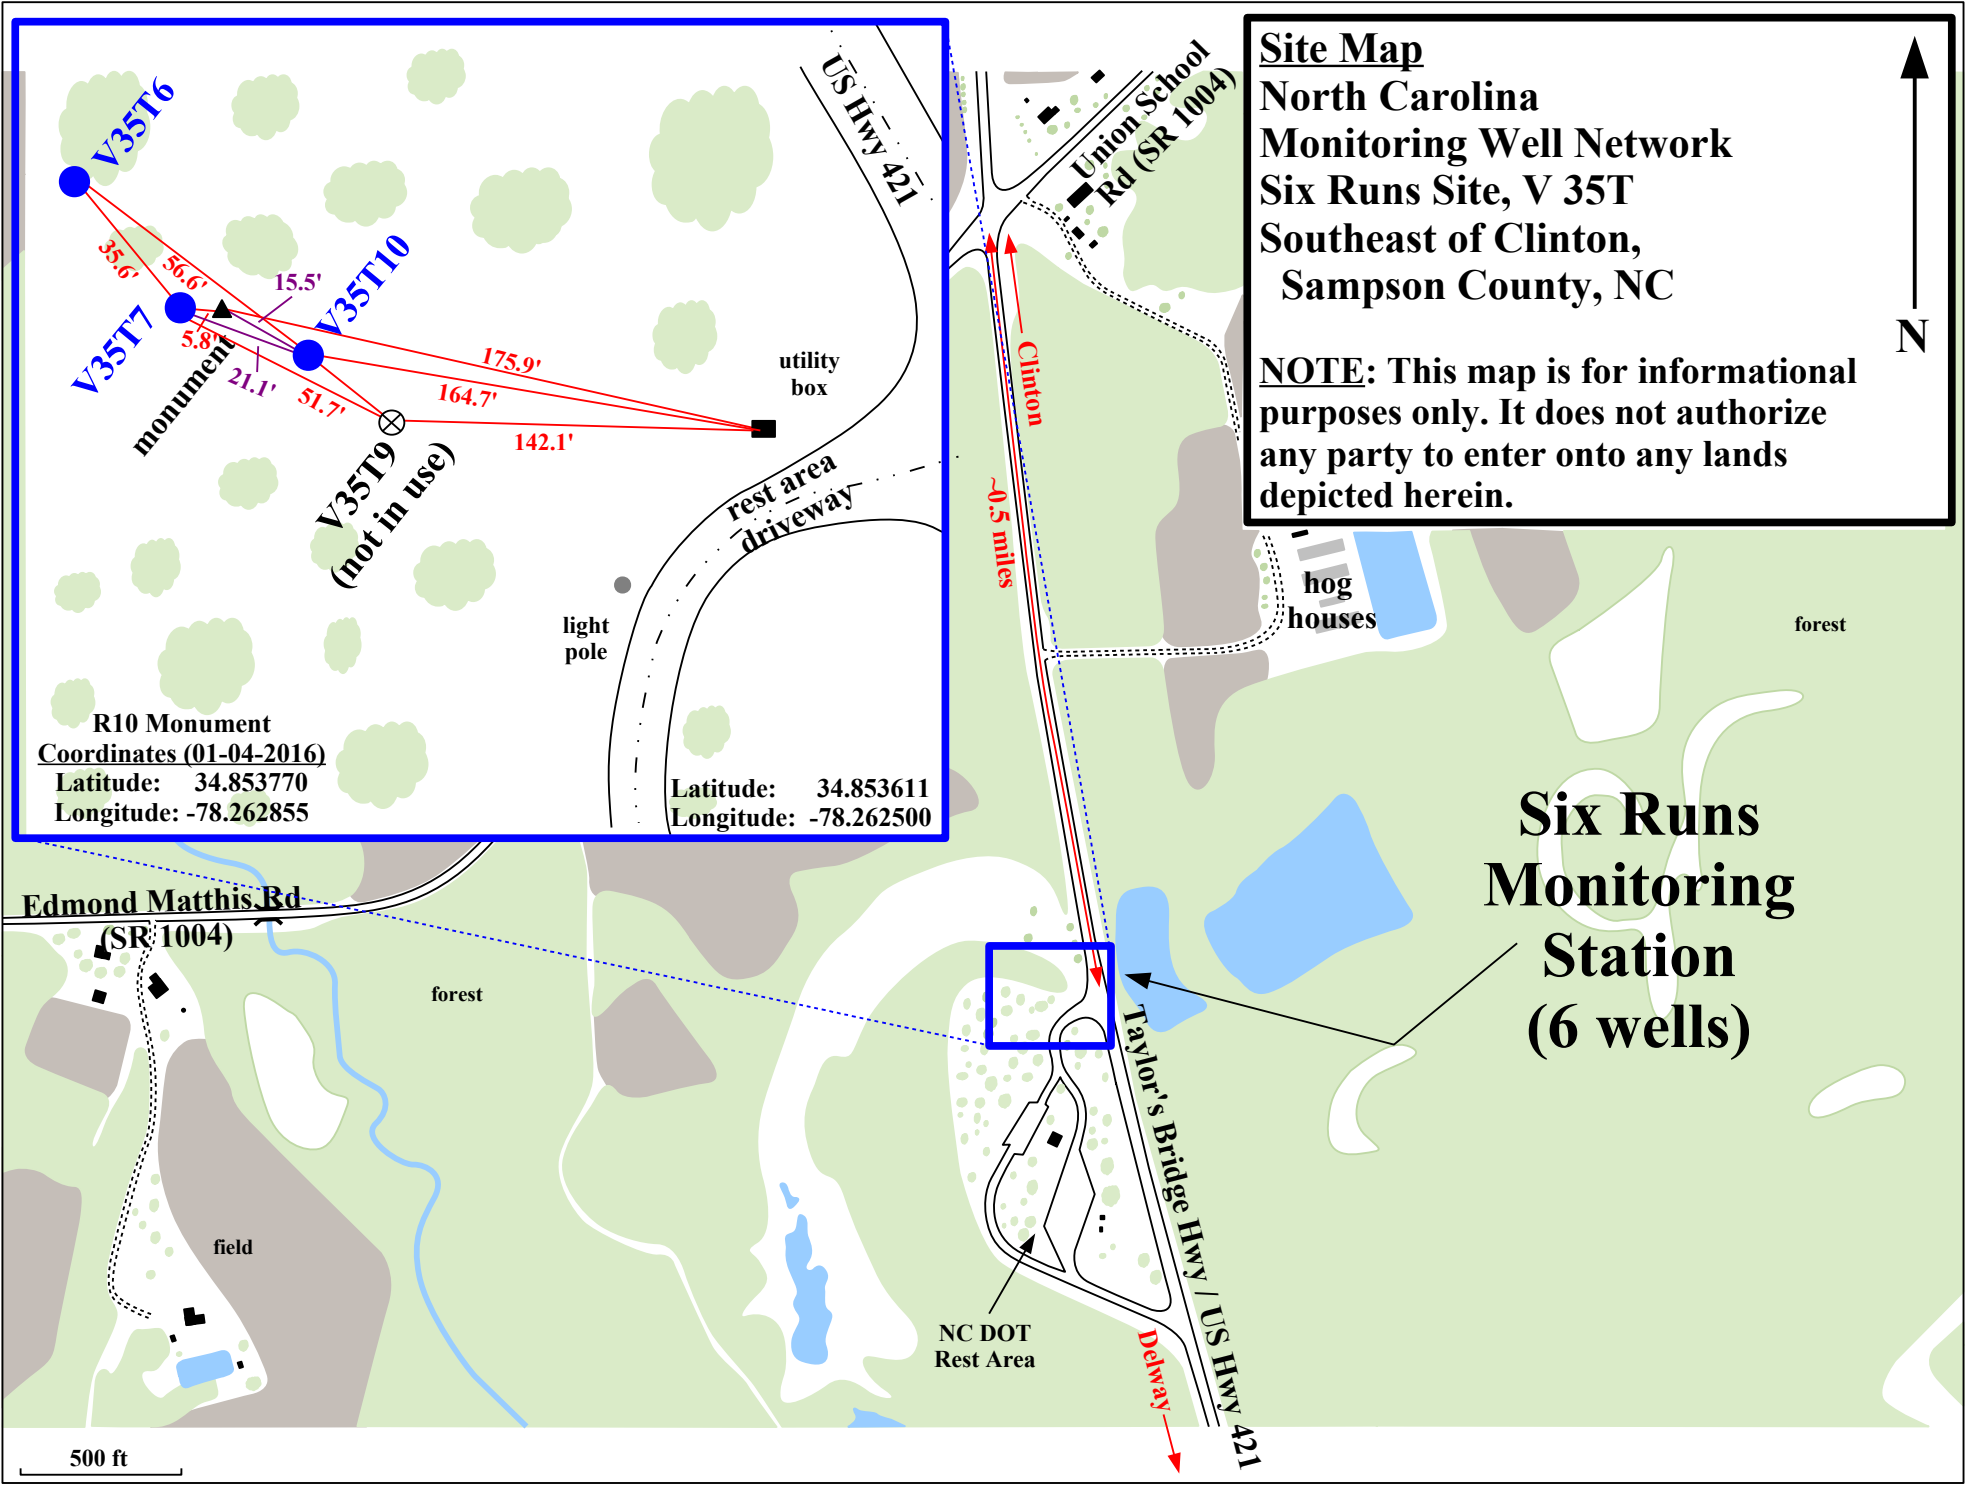 Site Map
North Carolina
Monitoring Well Network
Six Runs Site, V 35T
Southeast of Clinton,
Sampson County, NC
NOTE: This map is for informational
purposes only. It does not authorize
any party to enter onto any lands
depicted herein.
N
V35T6
V35T7
V35T10
V35T9
(not in use)
monument
35.6'
56.6'
15.5'
5.8'
21.1'
51.7'
175.9'
164.7'
142.1'
utility
box
US Hwy 421
rest area
driveway
light
pole
R10 Monument
Coordinates (01-04-2016)
Latitude: 34.853770
Longitude: -78.262855
Latitude: 34.853611
Longitude: -78.262500
Union School
Rd (SR 1004)
Clinton
~0.5 miles
hog
houses
forest
Six Runs
Monitoring
Station
(6 wells)
Edmond Matthis Rd
(SR 1004)
forest
field
Taylor's Bridge Hwy / US Hwy 421
NC DOT
Rest Area
Delway
500 ft